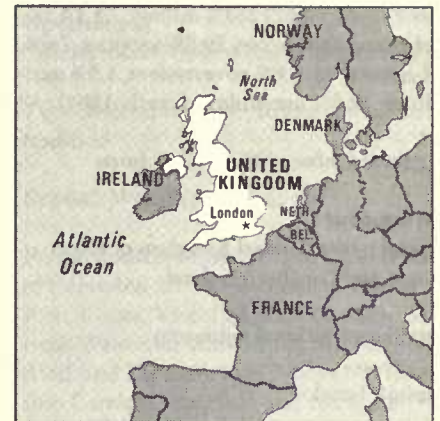 NORWAY
North
Sea
DENMARK
UNITED
KINGDOM
IRELAND
London
NETH
BEL
Atlantic
Ocean
FRANCE